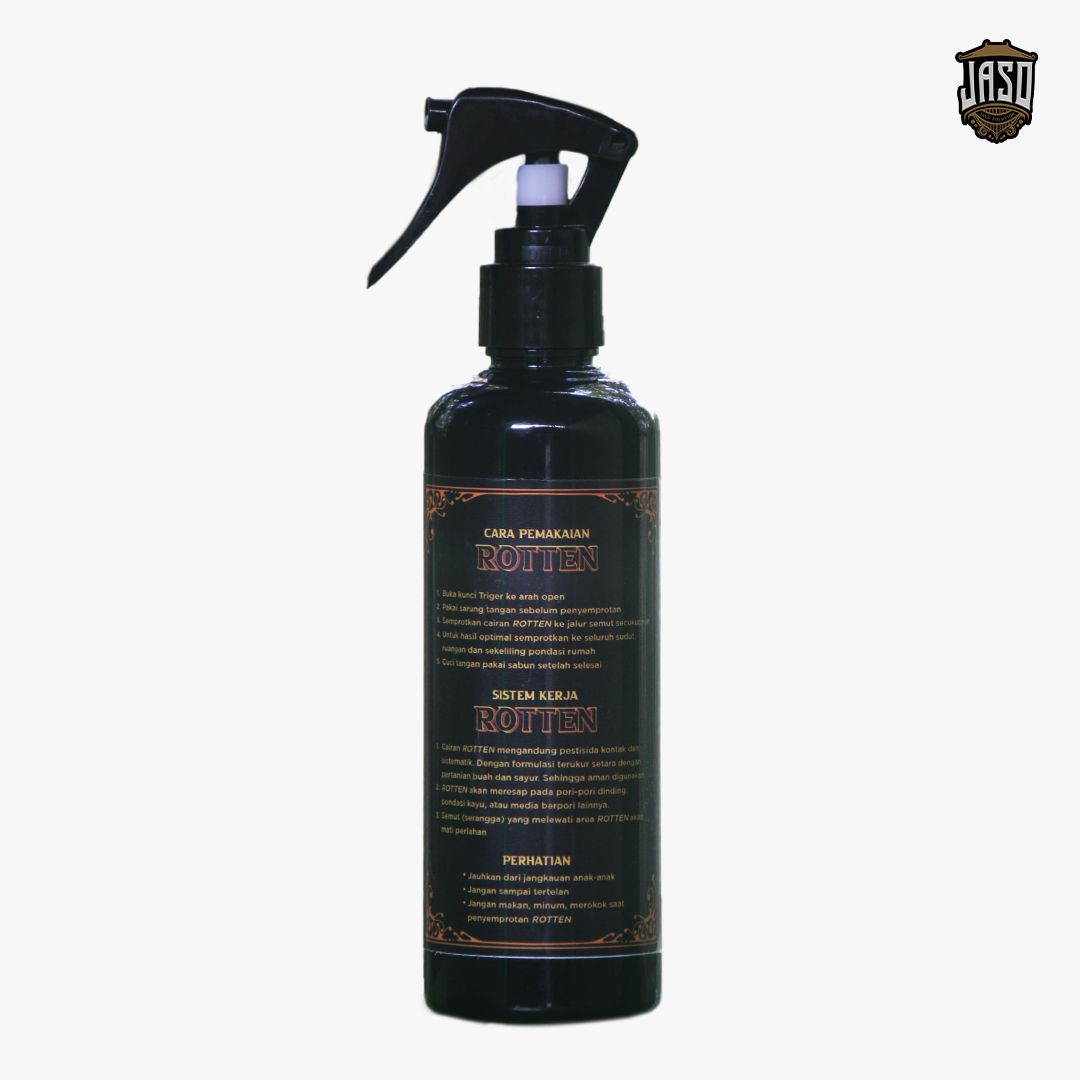 JASO
JAVA SOLUTION
CARA PEMAKAIAN
ROTTEN
1. Buka kunci Triger ke arah open
2. Pakai sarung tangan sebelum penyemprotan
3. Semprotkan cairan ROTTEN ke jalur semut
4. Untuk hasil optimal semprotkan ke seluruh sudut
ruangan dan sekeliling pondasi rumah
5. Cuci tangan pakai sabun setelah selesai
SISTEM KERJA
ROTTEN
1. Cairan ROTTEN mengandung pestisida kontak dan
sistematik. Dengan formulasi terukur setara dengan
pertanian buah dan sayur. Sehingga aman digunakan
2. ROTTEN akan meresap pada pori-pori dinding,
pondasi kayu, atau media berpori lainnya.
3. Semut (serangga) yang melewati area ROTTEN akan
mati perlahan
PERHATIAN
* Jauhkan dari jangkauan anak-anak
* Jangan sampai tertelan
* Jangan makan, minum, merokok saat
penyemprotan ROTTEN